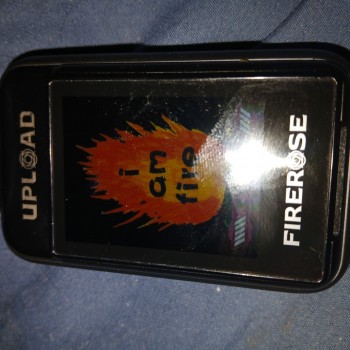 UPLOAD
i
am
fire
FIREROSE